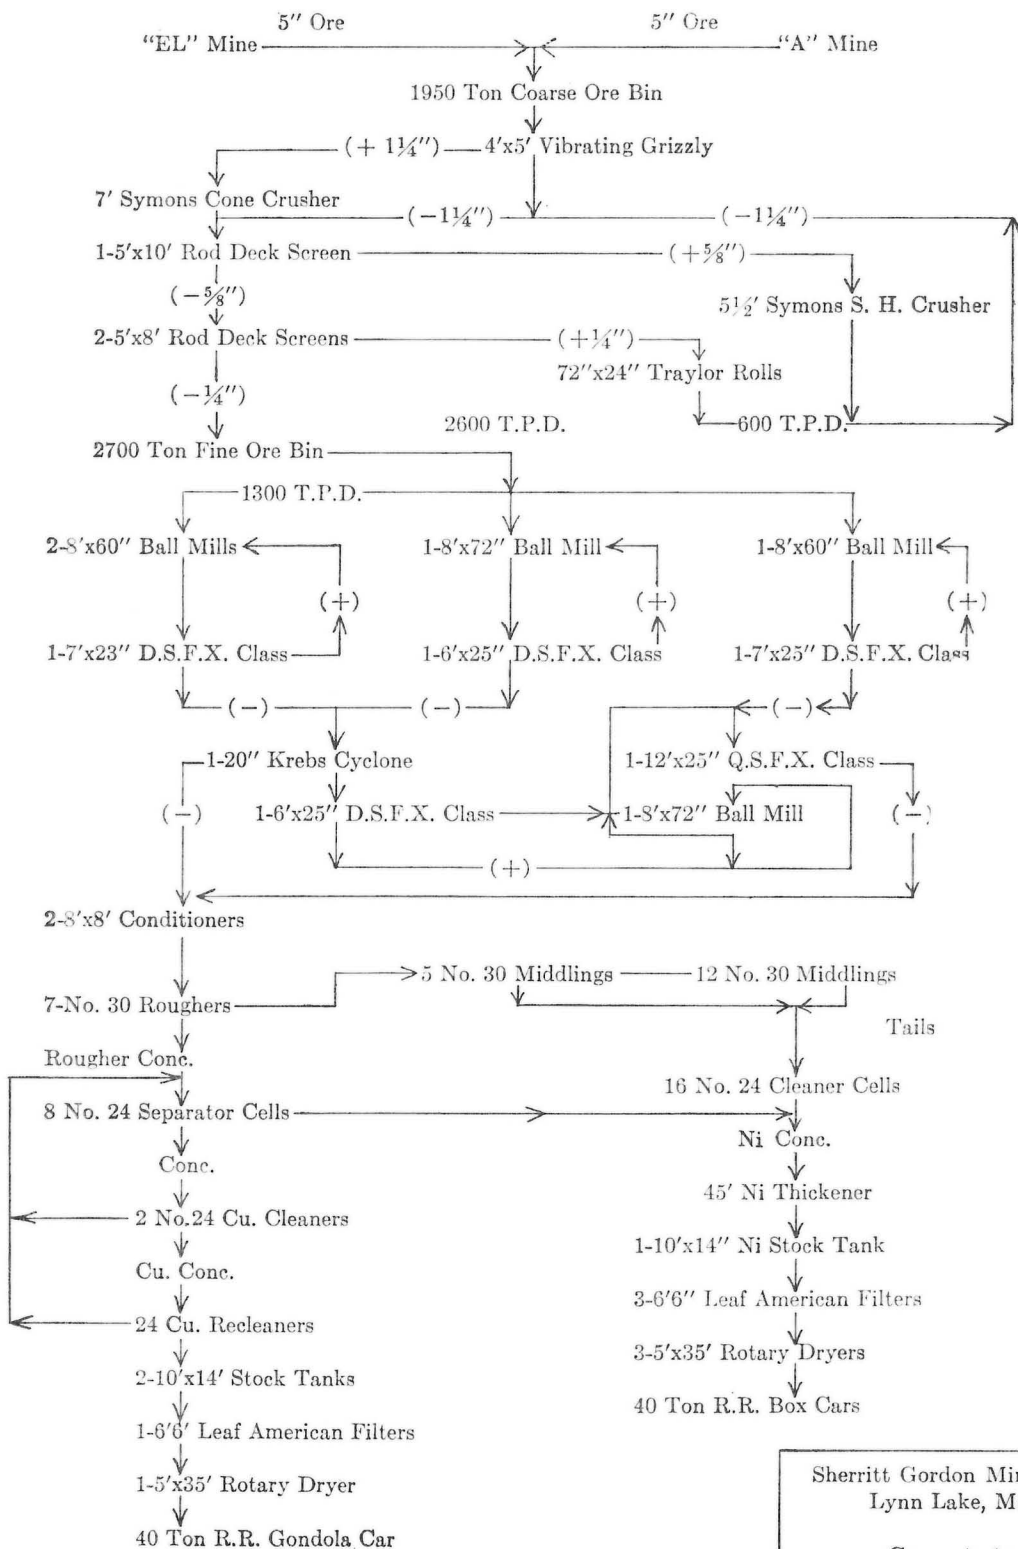 5″ Ore 5″ Ore
“EL” Mine “A” Mine
1950 Ton Coarse Ore Bin
(+ 1¼″) 4′x5′ Vibrating Grizzly
7′ Symons Cone Crusher
(−1¼″) (−1¼″)
1-5′x10′ Rod Deck Screen (+⅝″)
(−⅝″) 5½′ Symons S. H. Crusher
2-5′x8′ Rod Deck Screens (+¼″)
72″x24″ Traylor Rolls
(−¼″)
2600 T.P.D. 600 T.P.D.
2700 Ton Fine Ore Bin
1300 T.P.D.
2-8′x60″ Ball Mills 1-8′x72″ Ball Mill 1-8′x60″ Ball Mill
(+) (+) (+)
1-7′x23″ D.S.F.X. Class 1-6′x25″ D.S.F.X. Class 1-7′x25″ D.S.F.X. Class
(−) (−) (−)
1-20″ Krebs Cyclone 1-12′x25″ Q.S.F.X. Class
(−) 1-6′x25″ D.S.F.X. Class 1-8′x72″ Ball Mill (−)
(+)
2-8′x8′ Conditioners
5 No. 30 Middlings 12 No. 30 Middlings
7-No. 30 Roughers
Tails
Rougher Conc.
16 No. 24 Cleaner Cells
8 No. 24 Separator Cells
Ni Conc.
Conc.
45′ Ni Thickener
2 No.24 Cu. Cleaners
1-10′x14″ Ni Stock Tank
Cu. Conc.
3-6′6″ Leaf American Filters
24 Cu. Recleaners
3-5′x35′ Rotary Dryers
2-10′x14′ Stock Tanks
40 Ton R.R. Box Cars
1-6′6′ Leaf American Filters
1-5′x35′ Rotary Dryer
40 Ton R.R. Gondola Car
Sherritt Gordon Min
Lynn Lake, M